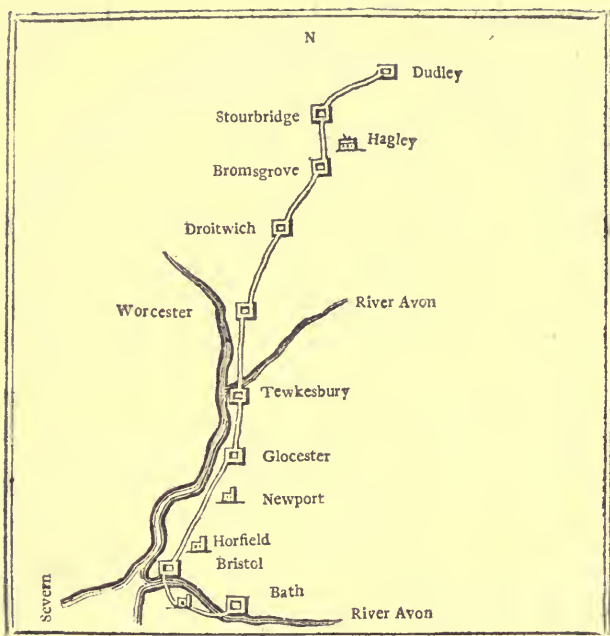 N
Dudley
Stourbridge
Hagley
Bromsgrove
Droitwich
River Avon
Worcester
Tewkesbury
Glocester
Newport
Horfield
Bristol
Bath
Severn
River Avon